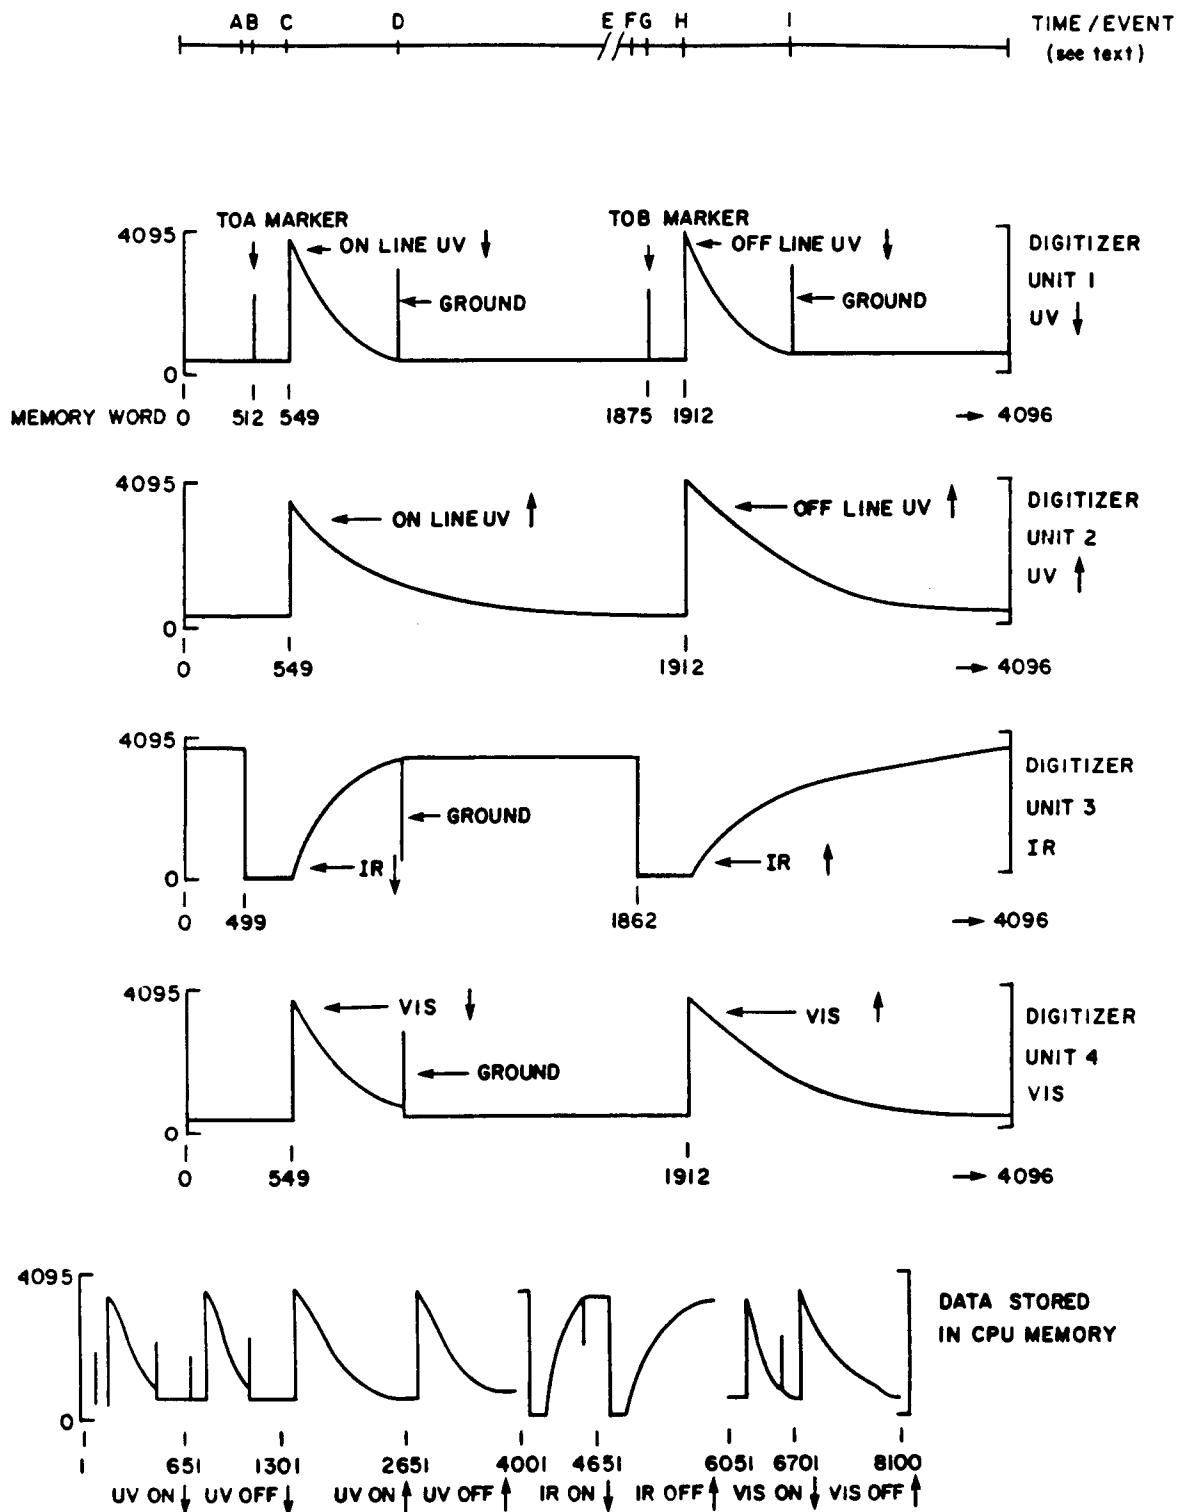 A B C D E F G H I TIME / EVENT
(see text)
TOA MARKER TOB MARKER
4095 ON LINE UV ↓ OFF LINE UV ↓ DIGITIZER
GROUND GROUND UNIT 1
UV ↓
0
MEMORY WORD 0 512 549 1875 1912 → 4096
4095 ON LINE UV ↑ OFF LINE UV ↑ DIGITIZER
UNIT 2
UV ↑
0
0 549 1912 → 4096
4095 DIGITIZER
GROUND UNIT 3
IR ↓ IR ↑ IR
0
0 499 1862 → 4096
4095 VIS ↓ VIS ↑ DIGITIZER
GROUND UNIT 4
VIS
0
0 549 1912 → 4096
4095 DATA STORED
IN CPU MEMORY
0
1 651 1301 2651 4001 4651 6051 6701 8100
UV ON ↓ UV OFF ↓ UV ON ↑ UV OFF ↑ IR ON ↓ IR OFF ↑ VIS ON ↓ VIS OFF ↑